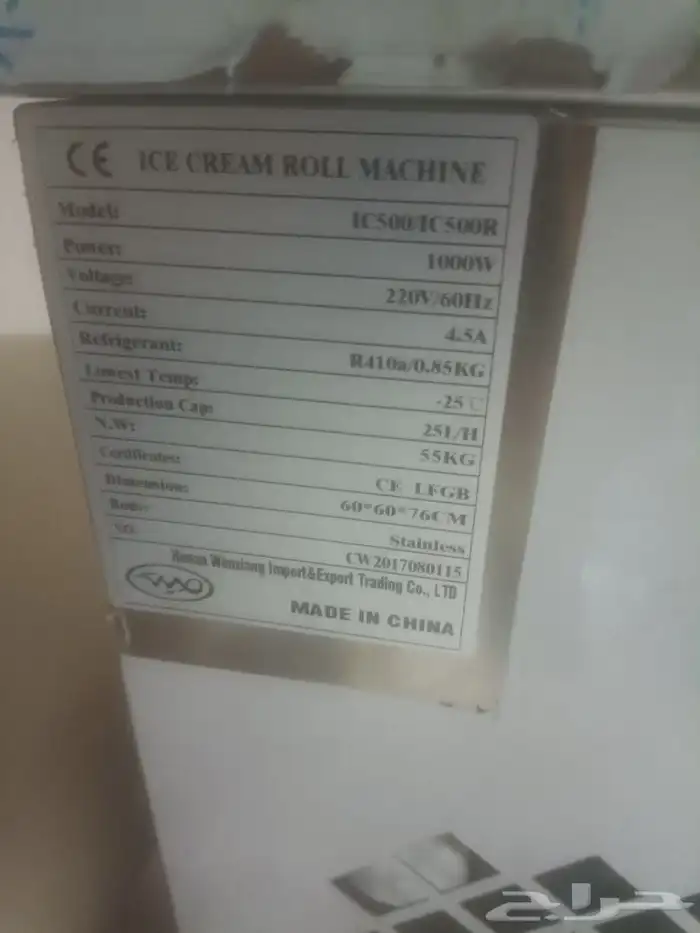 CE ICE CREAM ROLL MACHINE
Model: IC500/IC500R
Power: 1000W
Voltage: 220V/60Hz
Current: 4.5A
Refrigerant: R410a/0.85KG
Lowest Temp: -25℃
Production Cap: 25L/H
N.W: 55KG
Certificates: CE LFGB
Dimension: 60*60*76CM
Stainless
CW2017080115
Wanxiang Import&Export Trading Co., LTD
MADE IN CHINA
حراج